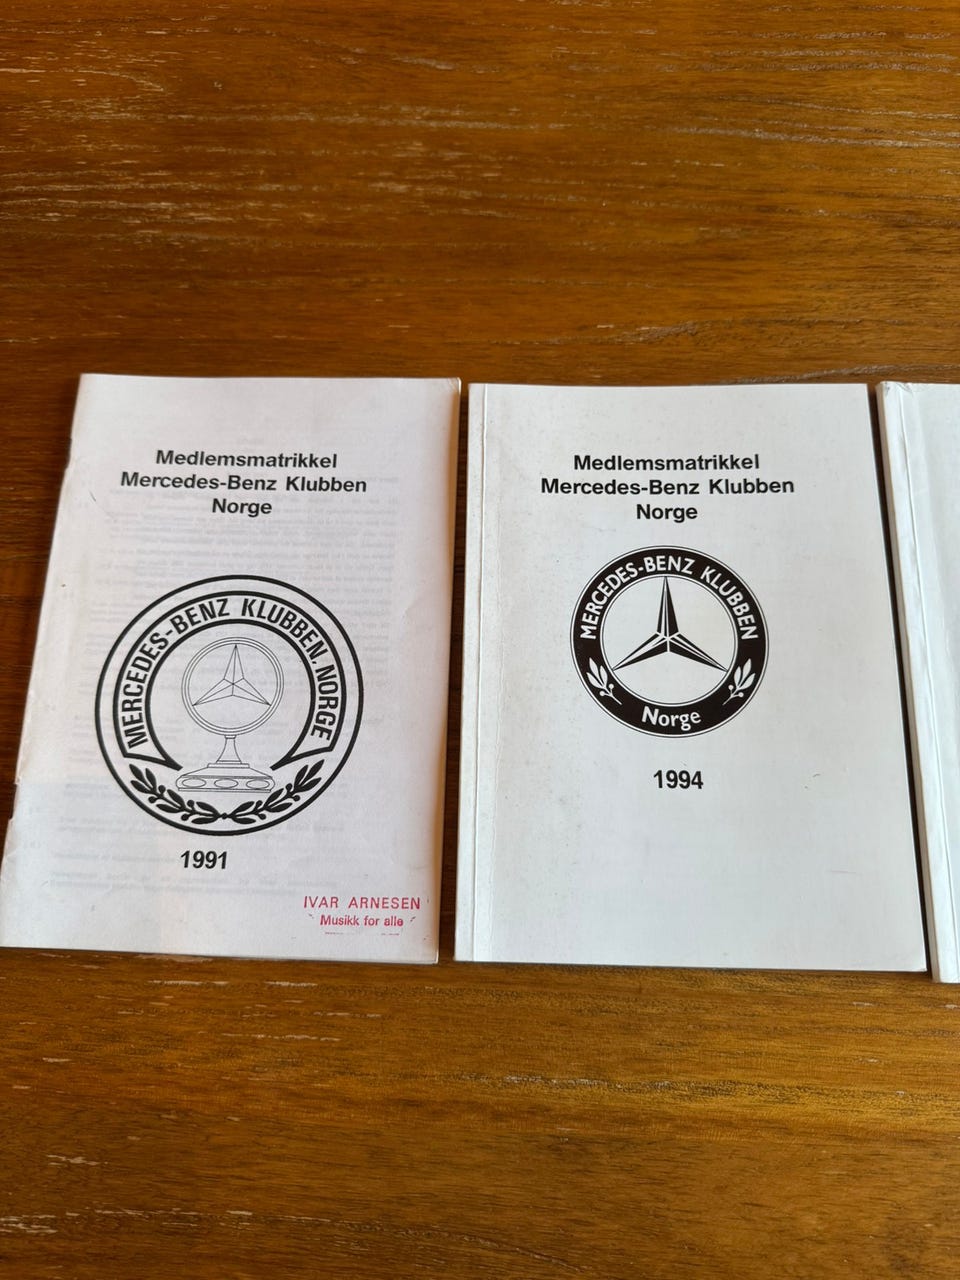 Medlemsmatrikkel
Mercedes-Benz Klubben
Norge
MERCEDES-BENZ KLUBBEN. NORGE
1991
IVAR ARNESEN
Musikk for alle
Medlemsmatrikkel
Mercedes-Benz Klubben
Norge
MERCEDES-BENZ KLUBBEN
Norge
1994